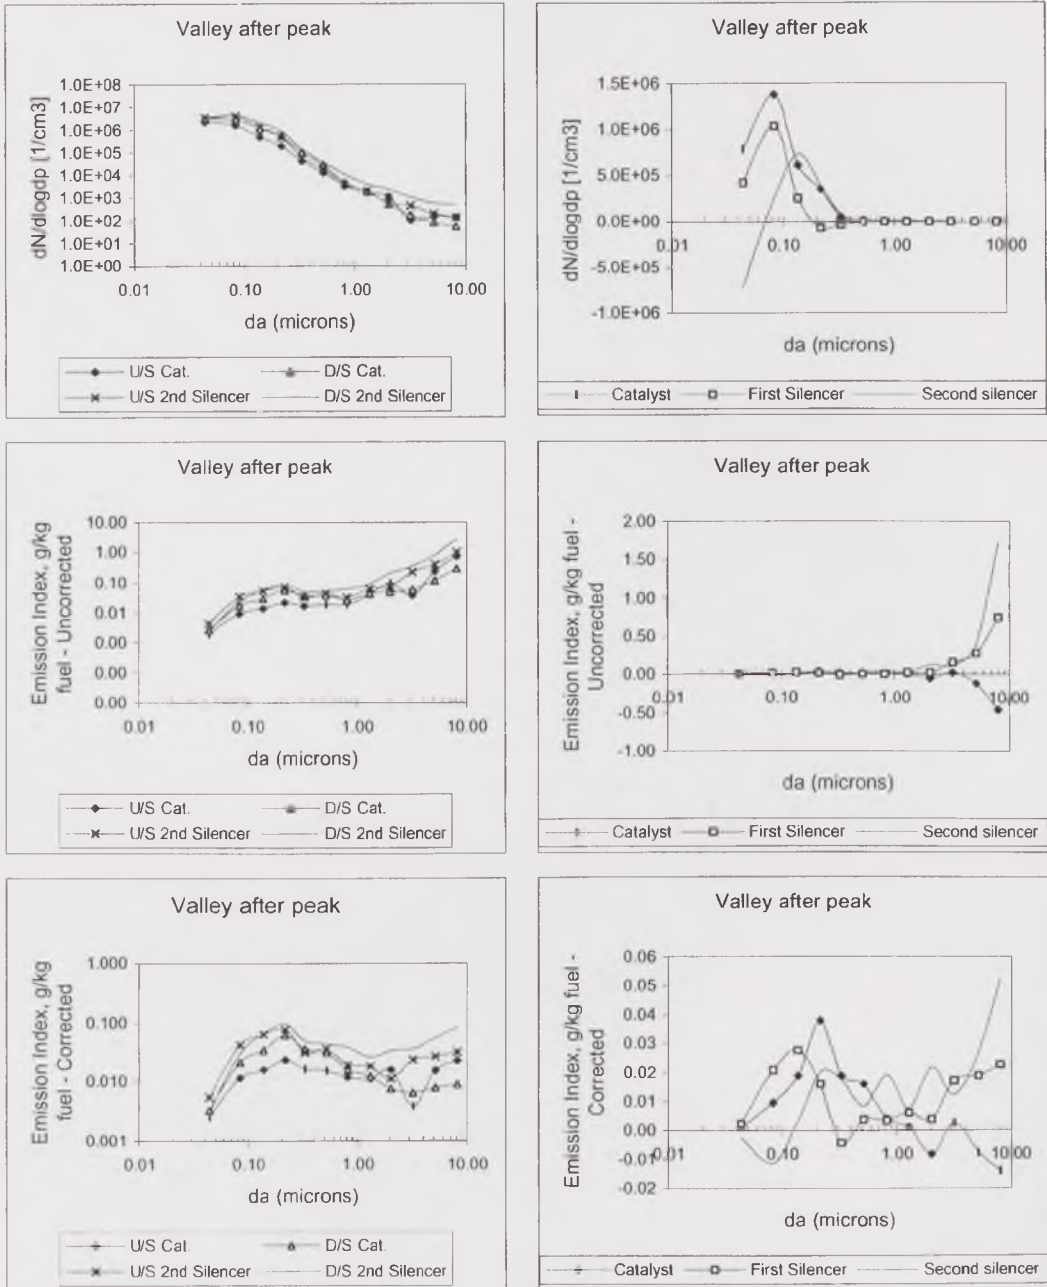 Valley after peak
dN/dlogdp [1/cm3]
1.0E+08
1.0E+07
1.0E+06
1.0E+05
1.0E+04
1.0E+03
1.0E+02
1.0E+01
1.0E+00
0.01 0.10 1.00 10.00
da (microns)
U/S Cat. D/S Cat.
U/S 2nd Silencer D/S 2nd Silencer
Valley after peak
dN/dlogdp [1/cm3]
1.5E+06
1.0E+06
5.0E+05
0.0E+00
0.01 0.10 1.00 10.00
-5.0E+05
-1.0E+06
da (microns)
Catalyst First Silencer Second silencer
Valley after peak
Emission Index, g/kg
fuel - Uncorrected
10.00
1.00
0.10
0.01
0.00
0.00
0.00
0.01 0.10 1.00 10.00
da (microns)
U/S Cat. D/S Cat.
U/S 2nd Silencer D/S 2nd Silencer
Valley after peak
Emission Index, g/kg fuel -
Uncorrected
2.00
1.50
1.00
0.50
0.00
0.01 0.10 1.00 10.00
-0.50
-1.00
da (microns)
Catalyst First Silencer Second silencer
Valley after peak
Emission Index, g/kg
fuel - Corrected
1.000
0.100
0.010
0.001
0.01 0.10 1.00 10.00
da (microns)
U/S Cat. D/S Cat.
U/S 2nd Silencer D/S 2nd Silencer
Valley after peak
Emission Index, g/kg fuel -
Corrected
0.06
0.05
0.04
0.03
0.02
0.01
0.00
-0.01
0.01 0.10 1.00 10.00
-0.02
da (microns)
Catalyst First Silencer Second silencer